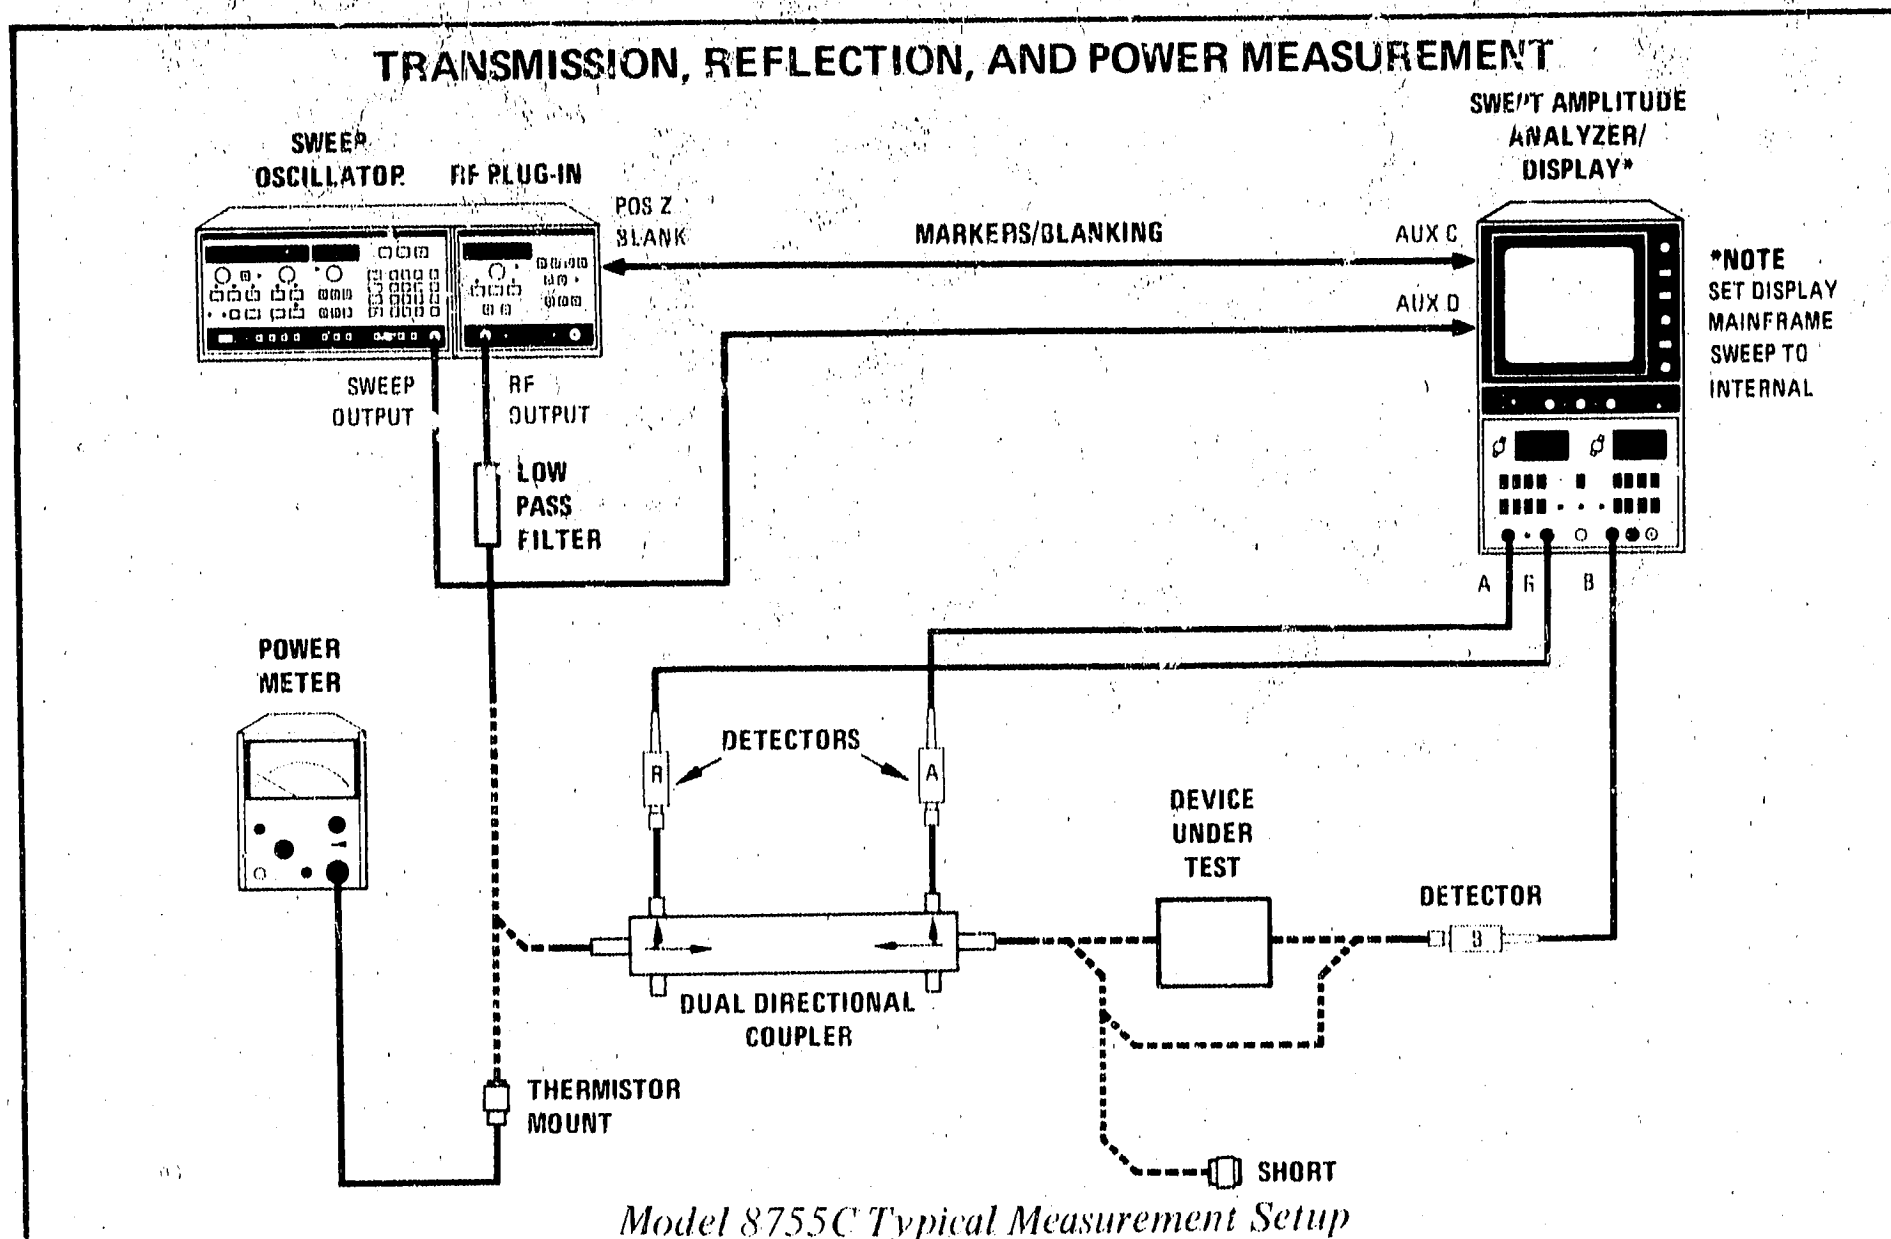 TRANSMISSION, REFLECTION, AND POWER MEASUREMENT
SWEEP
OSCILLATOR
RF PLUG-IN
POS Z
BLANK
MARKERS/BLANKING
AUX C
AUX D
SWEPT AMPLITUDE
ANALYZER/
DISPLAY*
*NOTE
SET DISPLAY
MAINFRAME
SWEEP TO
INTERNAL
SWEEP
OUTPUT
RF
OUTPUT
LOW
PASS
FILTER
A R B
POWER
METER
DETECTORS
R
A
DEVICE
UNDER
TEST
DETECTOR
B
DUAL DIRECTIONAL
COUPLER
THERMISTOR
MOUNT
SHORT
Model 8755C Typical Measurement Setup